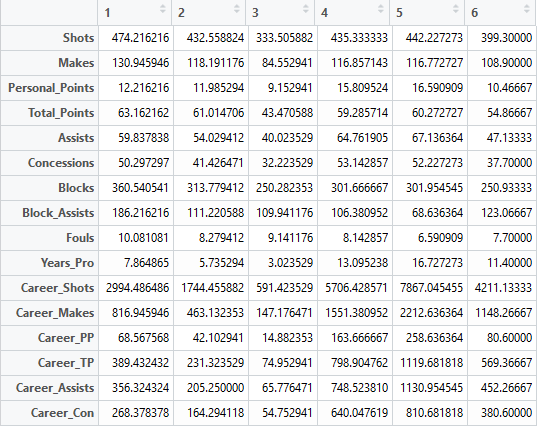 1 2 3 4 5 6
Shots 474.216216 432.558824 333.505882 435.333333 442.227273 399.30000
Makes 130.945946 118.191176 84.552941 116.857143 116.772727 108.90000
Personal_Points 12.216216 11.985294 9.152941 15.809524 16.590909 10.46667
Total_Points 63.162162 61.014706 43.470588 59.285714 60.272727 54.86667
Assists 59.837838 54.029412 40.023529 64.761905 67.136364 47.13333
Concessions 50.297297 41.426471 32.223529 53.142857 52.227273 37.70000
Blocks 360.540541 313.779412 250.282353 301.666667 301.954545 250.93333
Block_Assists 186.216216 111.220588 109.941176 106.380952 68.636364 123.06667
Fouls 10.081081 8.279412 9.141176 8.142857 6.590909 7.70000
Years_Pro 7.864865 5.735294 3.023529 13.095238 16.727273 11.40000
Career_Shots 2994.486486 1744.455882 591.423529 5706.428571 7867.045455 4211.13333
Career_Makes 816.945946 463.132353 147.176471 1551.380952 2212.636364 1148.26667
Career_PP 68.567568 42.102941 14.882353 163.666667 258.636364 80.60000
Career_TP 389.432432 231.323529 74.952941 798.904762 1119.681818 569.36667
Career_Assists 356.324324 205.250000 65.776471 748.523810 1130.954545 452.26667
Career_Con 268.378378 164.294118 54.752941 640.047619 810.681818 380.60000